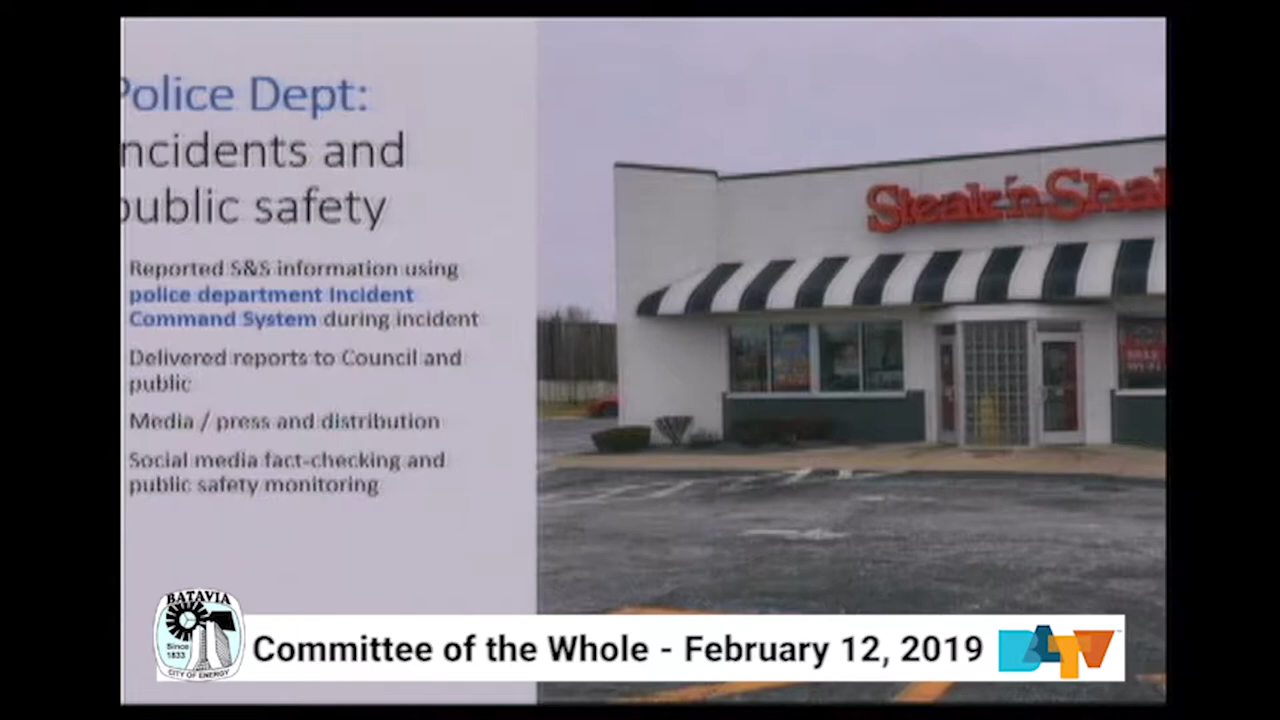 Police Dept:
ncidents and
public safety
Reported S&S information using
police department Incident
Command System during incident
Delivered reports to Council and
public
Media / press and distribution
Social media fact-checking and
public safety monitoring
Steak'n Shak
BATAVIA
Since
1833
CITY OF ENERGY
Committee of the Whole - February 12, 2019
BATV